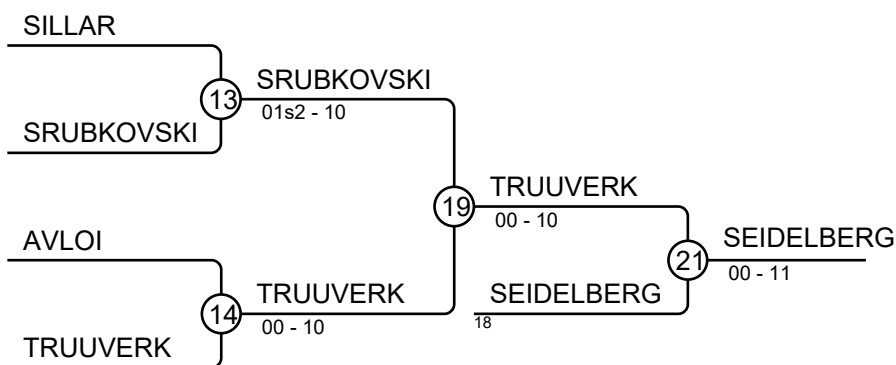 SILLAR
13
SRUBKOVSKI
01s2 - 10
SRUBKOVSKI
19
TRUUVERK
00 - 10
AVLOI
21
SEIDELBERG
00 - 11
14
TRUUVERK
00 - 10
SEIDELBERG
18
TRUUVERK